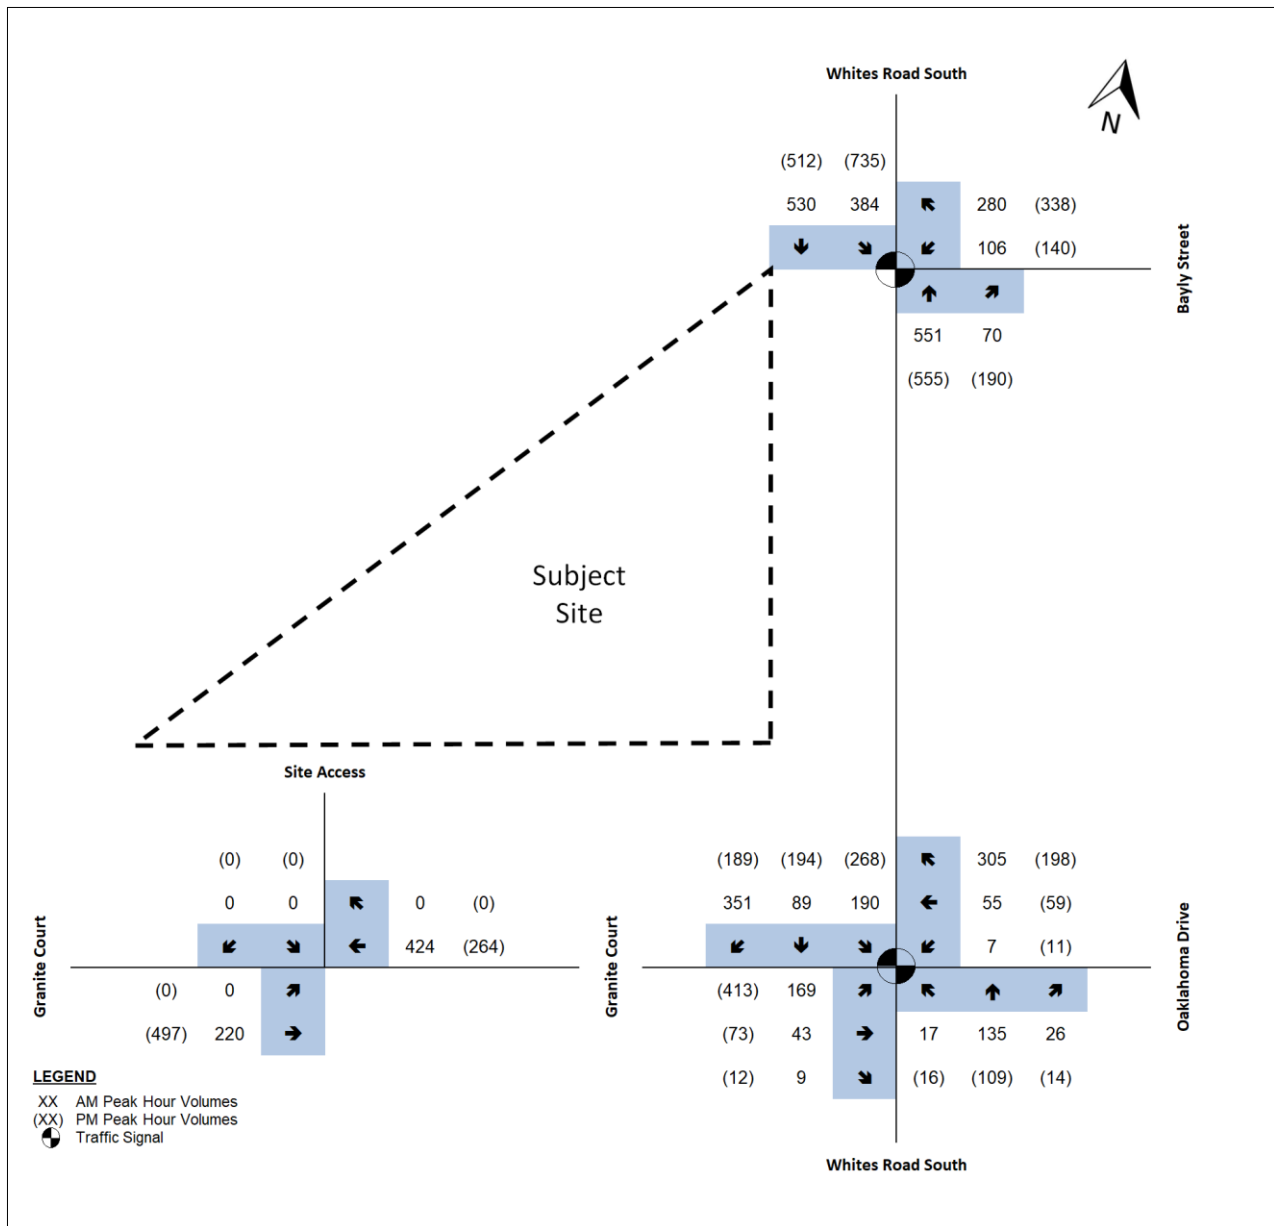 Whites Road South
N
(512) (735)
530 384 280 (338)
106 (140)
Bayly Street
551 70
(555) (190)
Subject
Site
Site Access
(0) (0)
0 0 0 (0)
424 (264)
Granite Court
(0) 0
(497) 220
(189) (194) (268) 305 (198)
351 89 190 55 (59)
7 (11)
Granite Court
Oaklahoma Drive
(413) 169
(73) 43 17 135 26
(12) 9 (16) (109) (14)
Whites Road South
LEGEND
XX AM Peak Hour Volumes
(XX) PM Peak Hour Volumes
Traffic Signal